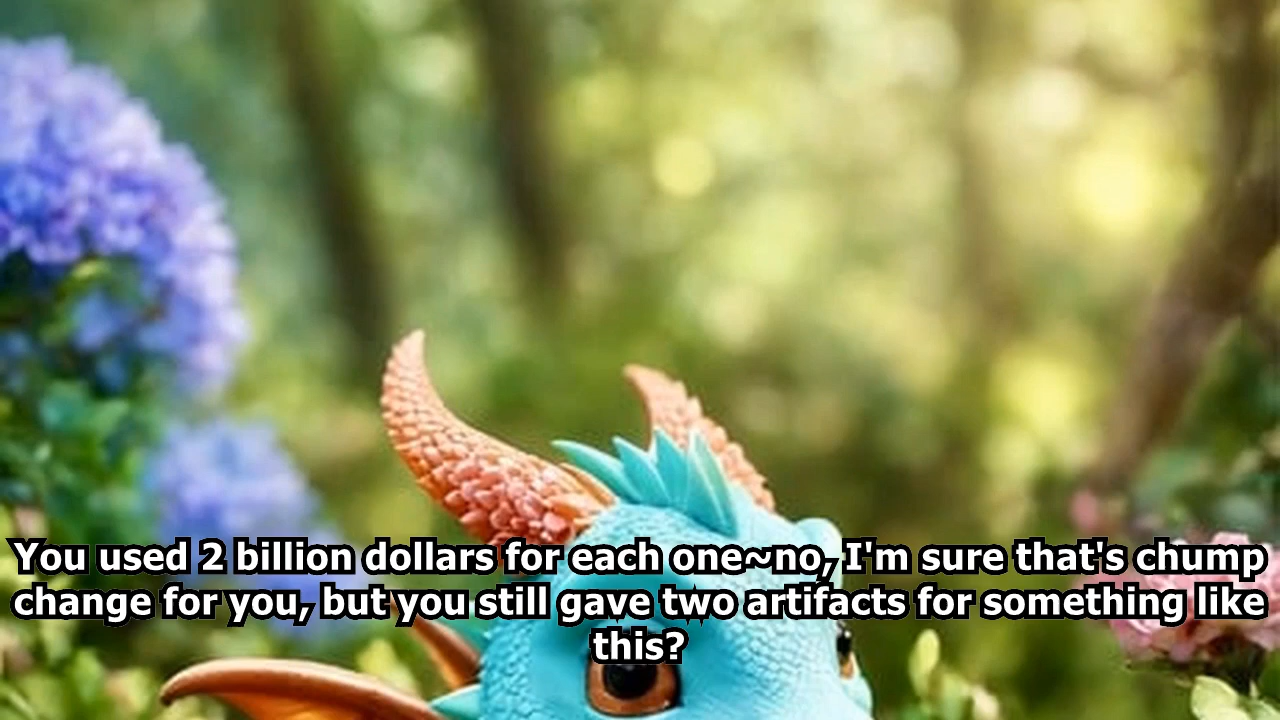 You used 2 billion dollars for each one~no, I'm sure that's chump
change for you, but you still gave two artifacts for something like
this?